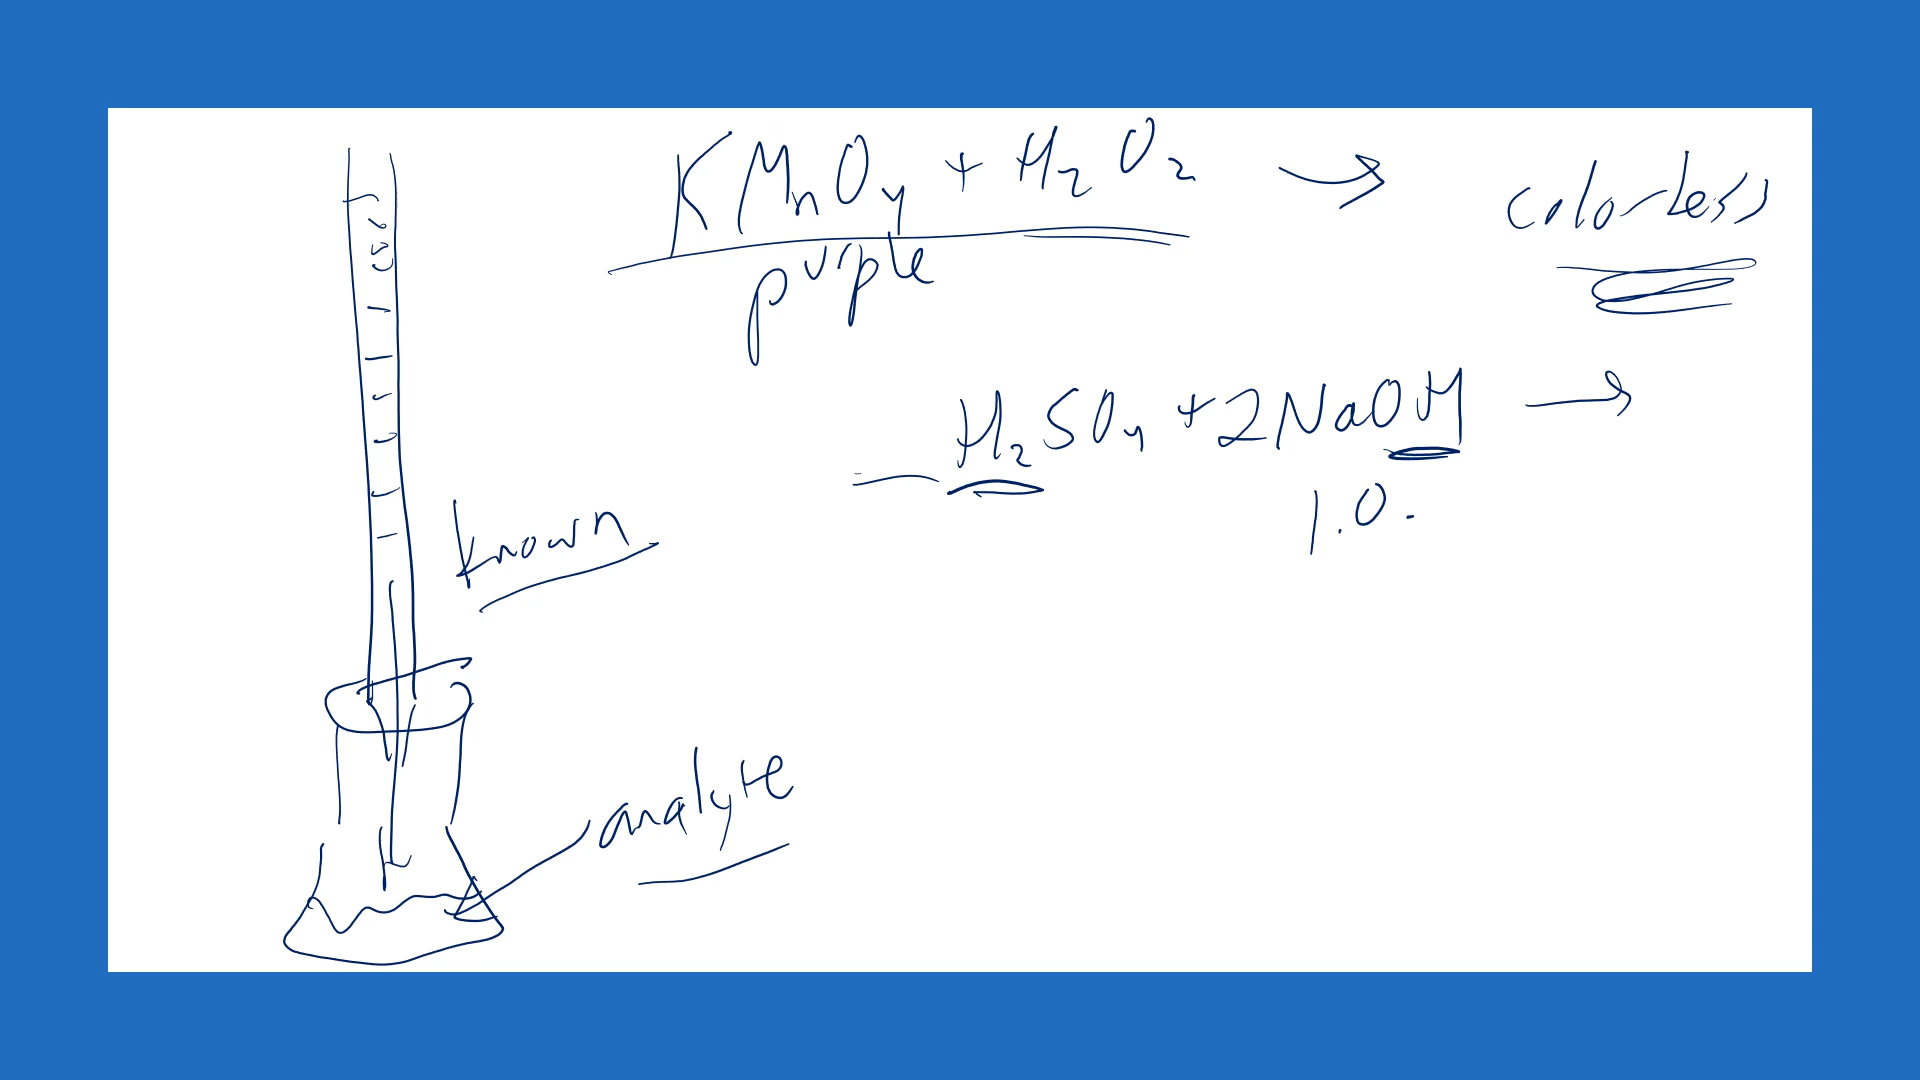 KMnO₄ + H₂O₂ → colorless
purple
H₂SO₄ + 2NaOH →
1.0.
known
analyte